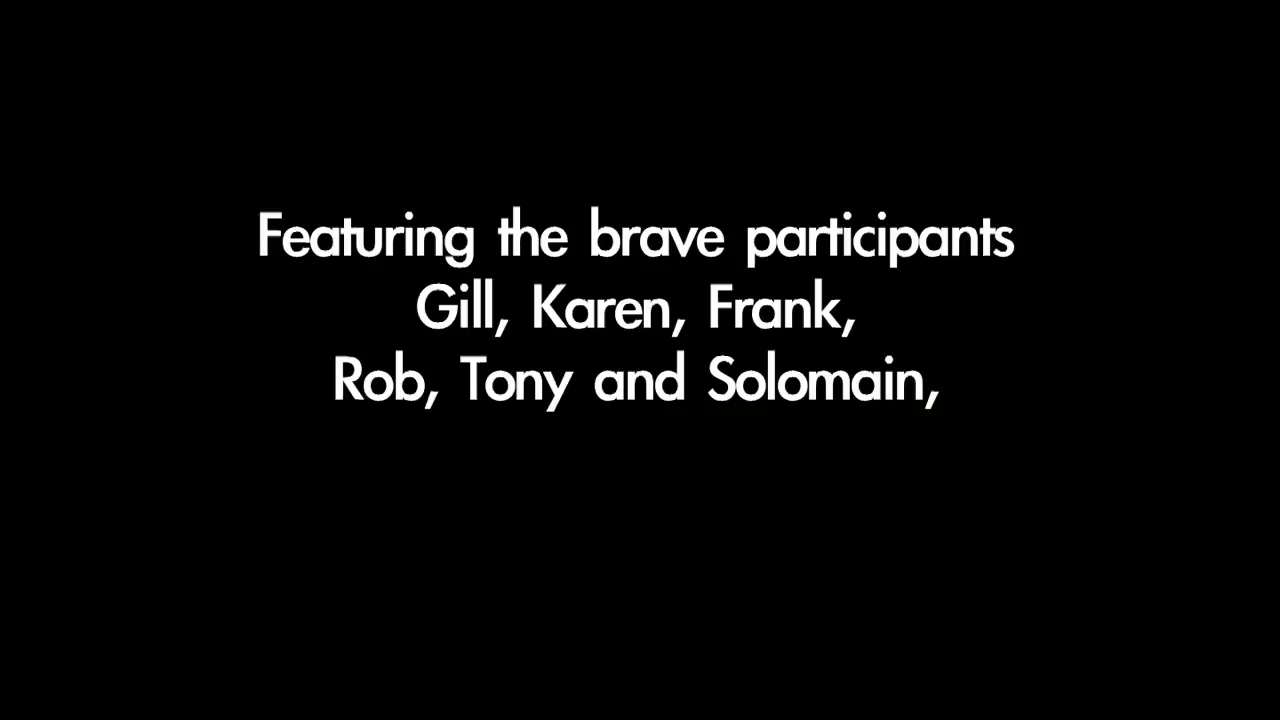 Featuring the brave participants
Gill, Karen, Frank,
Rob, Tony and Solomain,